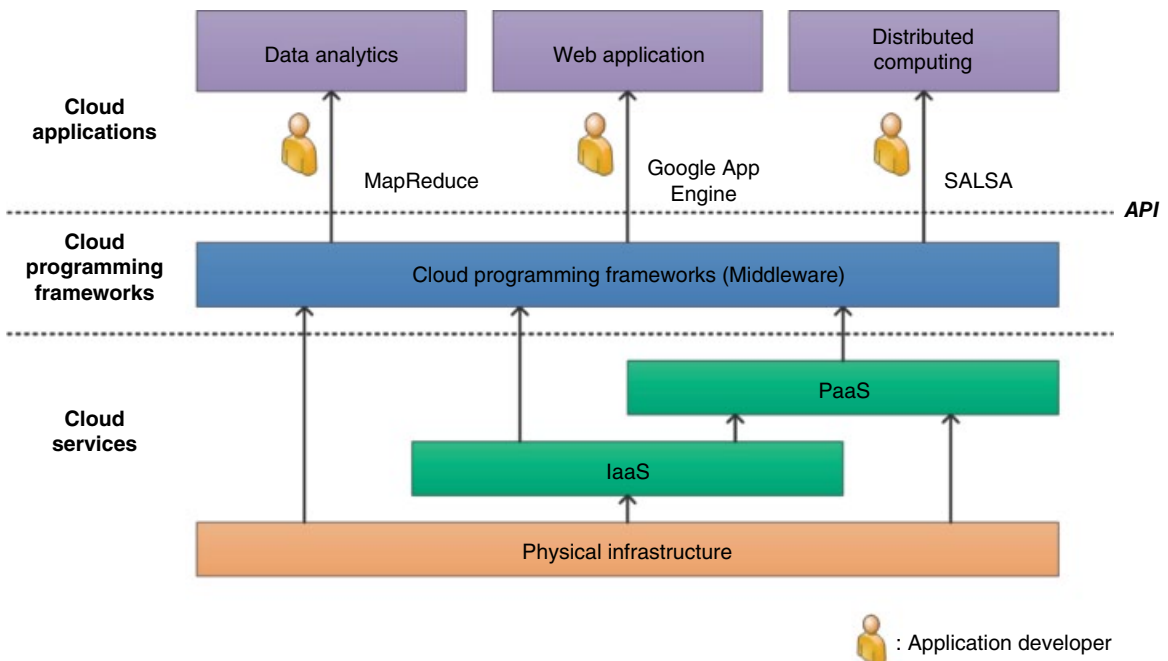 Data analytics
Web application
Distributed
computing
Cloud
applications
MapReduce
Google App
Engine
SALSA
API
Cloud
programming
frameworks
Cloud programming frameworks (Middleware)
PaaS
Cloud
services
IaaS
Physical infrastructure
: Application developer